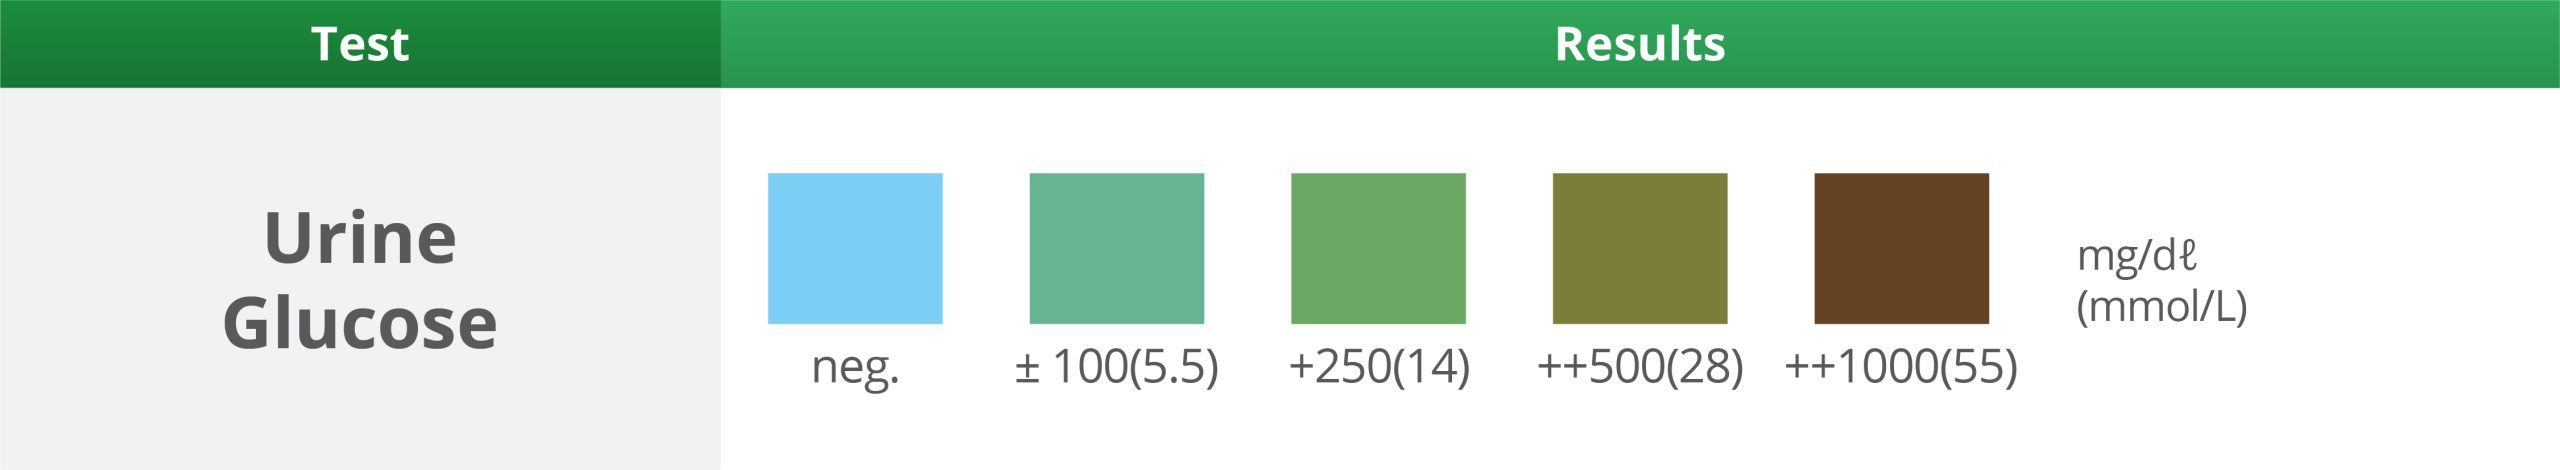 Test
Results
Urine
Glucose
neg.
± 100(5.5)
+250(14)
++500(28)
++1000(55)
mg/dℓ
(mmol/L)